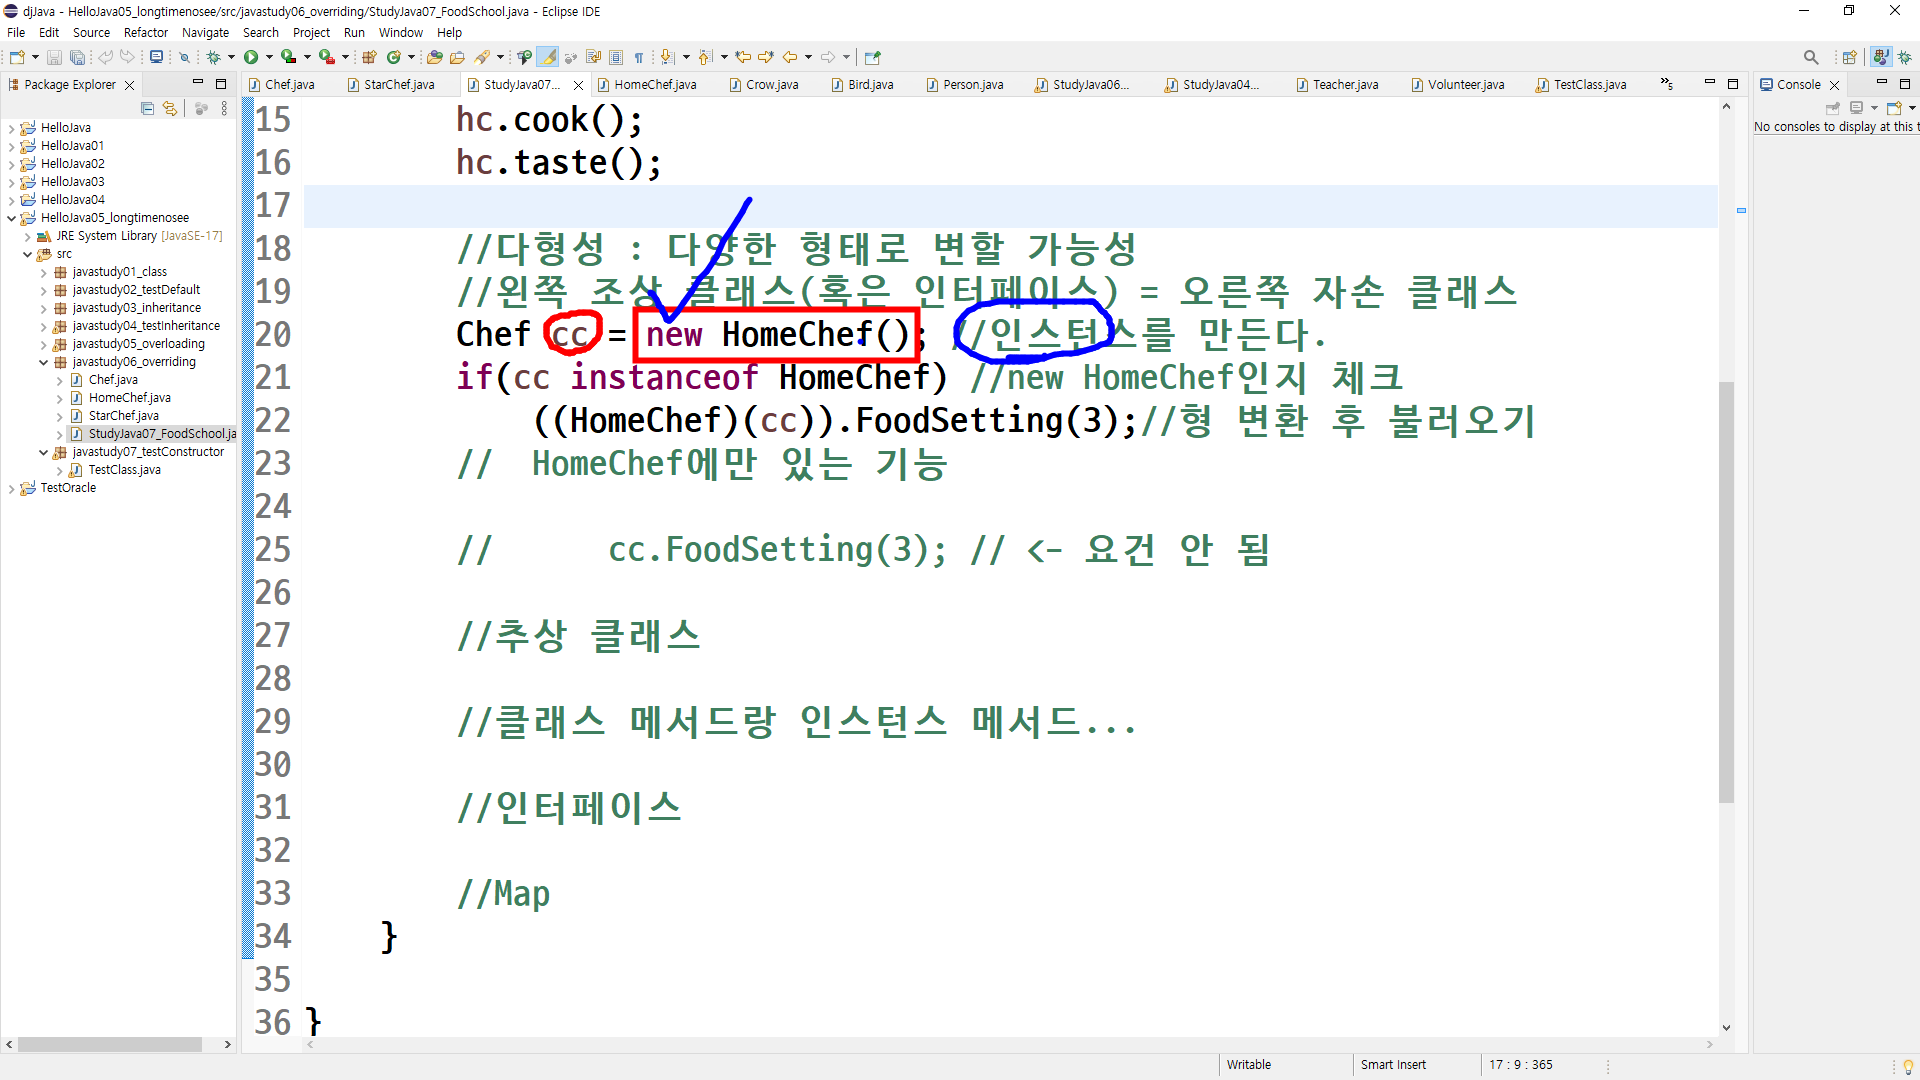 djJava - HelloJava05_longtimenosee/src/javastudy06_overriding/StudyJava07_FoodSchool.java - Eclipse IDE
File Edit Source Refactor Navigate Search Project Run Window Help
Package Explorer
Chef.java StarChef.java StudyJava07... HomeChef.java Crow.java Bird.java Person.java StudyJava06... StudyJava04... Teacher.java Volunteer.java TestClass.java »5
Console
No consoles to display at this t
HelloJava
HelloJava01
HelloJava02
HelloJava03
HelloJava04
HelloJava05_longtimenosee
JRE System Library [JavaSE-17]
src
javastudy01_class
javastudy02_testDefault
javastudy03_inheritance
javastudy04_testInheritance
javastudy05_overloading
javastudy06_overriding
Chef.java
HomeChef.java
StarChef.java
StudyJava07_FoodSchool.ja
javastudy07_testConstructor
TestClass.java
TestOracle
15 hc.cook();
16 hc.taste();
17
18 //다형성 : 다양한 형태로 변할 가능성
19 //왼쪽 조상 클래스(혹은 인터페이스) = 오른쪽 자손 클래스
20 Chef cc = new HomeChef(); //인스턴스를 만든다.
21 if(cc instanceof HomeChef) //new HomeChef인지 체크
22 ((HomeChef)(cc)).FoodSetting(3);//형 변환 후 불러오기
23 // HomeChef에만 있는 기능
24
25 // cc.FoodSetting(3); // <- 요건 안 됨
26
27 //추상 클래스
28
29 //클래스 메서드랑 인스턴스 메서드...
30
31 //인터페이스
32
33 //Map
34 }
35
36 }
Writable Smart Insert 17 : 9 : 365